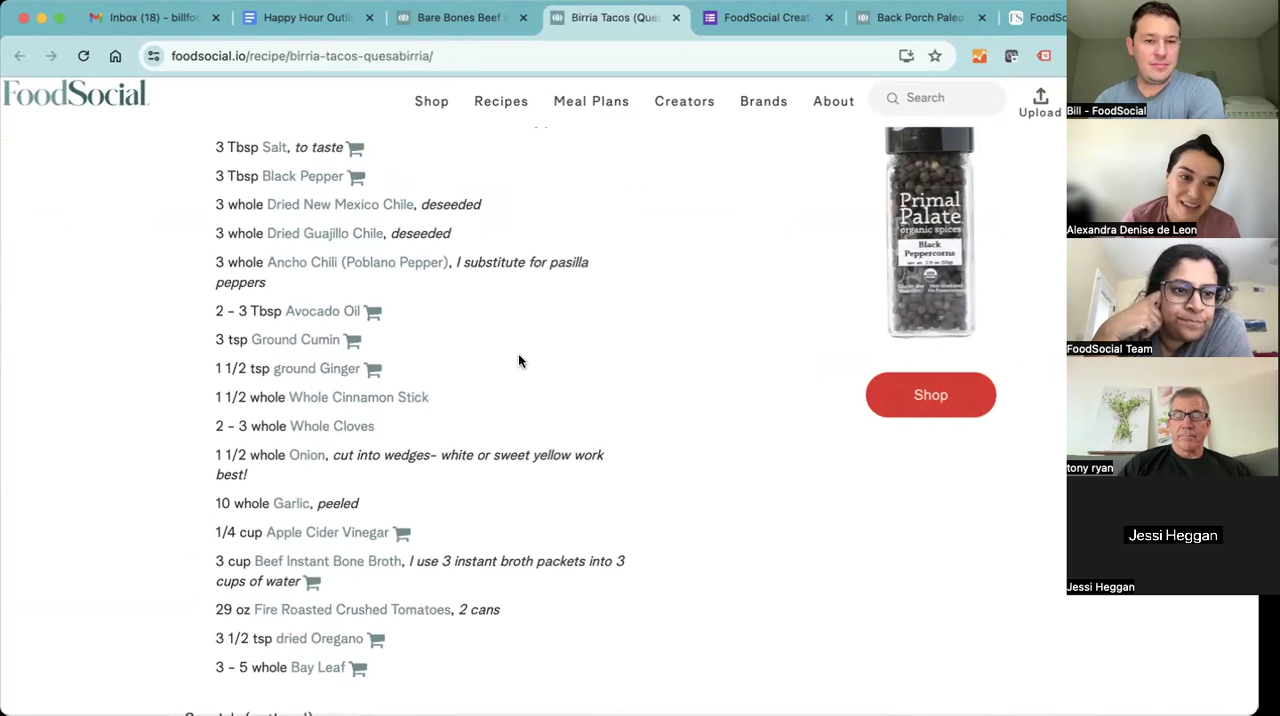 Inbox (18) - billfo
Happy Hour Outli
Bare Bones Beef
Birria Tacos (Que
FoodSocial Creat
Back Porch Paleo
FoodSo
foodsocial.io/recipe/birria-tacos-quesabirria/
FoodSocial
Shop
Recipes
Meal Plans
Creators
Brands
About
Search
Upload
3 Tbsp Salt, to taste
3 Tbsp Black Pepper
3 whole Dried New Mexico Chile, deseeded
3 whole Dried Guajillo Chile, deseeded
3 whole Ancho Chili (Poblano Pepper), I substitute for pasilla
peppers
2 - 3 Tbsp Avocado Oil
3 tsp Ground Cumin
1 1/2 tsp ground Ginger
1 1/2 whole Whole Cinnamon Stick
2 - 3 whole Whole Cloves
1 1/2 whole Onion, cut into wedges- white or sweet yellow work
best!
10 whole Garlic, peeled
1/4 cup Apple Cider Vinegar
3 cup Beef Instant Bone Broth, I use 3 instant broth packets into 3
cups of water
29 oz Fire Roasted Crushed Tomatoes, 2 cans
3 1/2 tsp dried Oregano
3 - 5 whole Bay Leaf
Primal
Palate
organic spices
Black
Peppercorns
Shop
Bill - FoodSocial
Alexandra Denise de Leon
FoodSocial Team
tony ryan
Jessi Heggan
Jessi Heggan